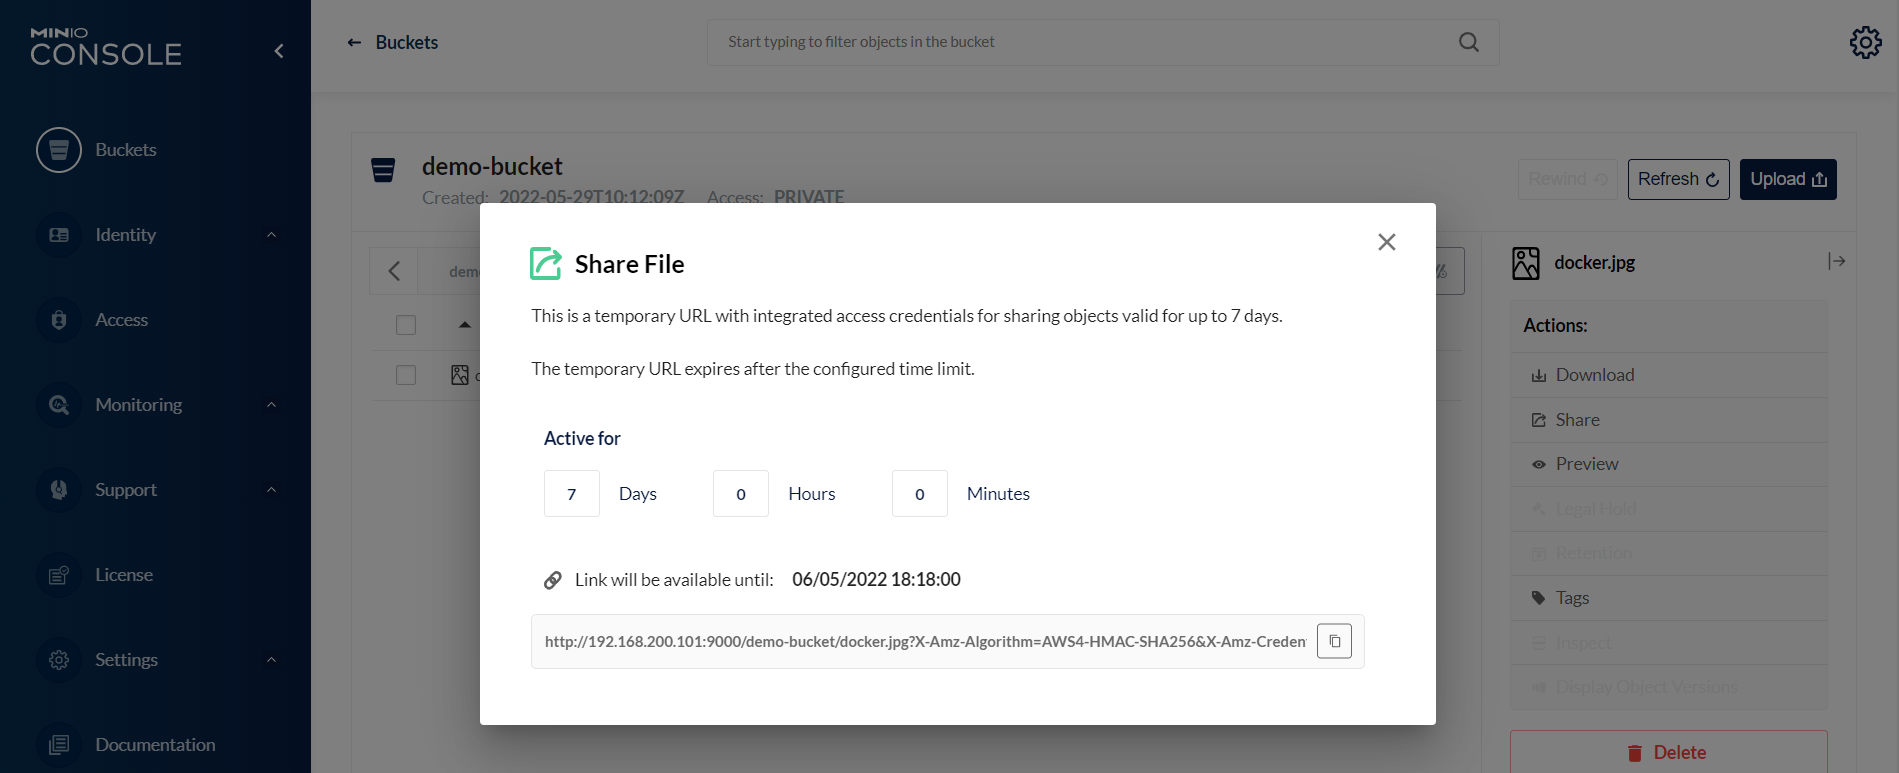 MINIO
CONSOLE
Buckets
Identity
Access
Monitoring
Support
License
Settings
Documentation
Buckets
Start typing to filter objects in the bucket
demo-bucket
Created: 2022-05-29T10:12:09Z Access: PRIVATE
Rewind
Refresh
Upload
Share File
This is a temporary URL with integrated access credentials for sharing objects valid for up to 7 days.
The temporary URL expires after the configured time limit.
Active for
7 Days 0 Hours 0 Minutes
Link will be available until: 06/05/2022 18:18:00
http://192.168.200.101:9000/demo-bucket/docker.jpg?X-Amz-Algorithm=AWS4-HMAC-SHA256&X-Amz-Creden
docker.jpg
Actions:
Download
Share
Preview
Legal Hold
Retention
Tags
Inspect
Display Object Versions
Delete